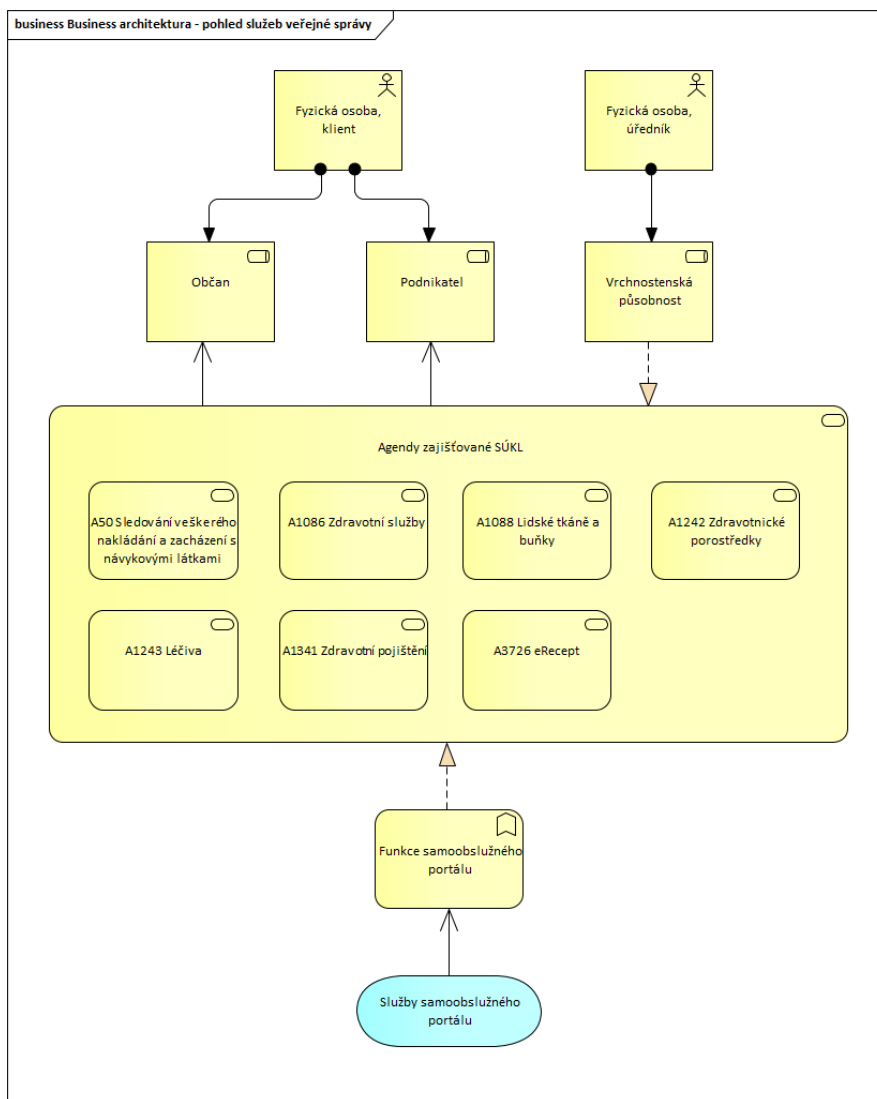 business Business architektura - pohled služeb veřejné správy
Fyzická osoba,
klient
Fyzická osoba,
úředník
Občan
Podnikatel
Vrchnostenská
působnost
Agendy zajišťované SÚKL
A50 Sledování veškerého
nakládání a zacházení s
návykovými látkami
A1086 Zdravotní služby
A1088 Lidské tkáně a
buňky
A1242 Zdravotnické
porostředky
A1243 Léčiva
A1341 Zdravotní pojištění
A3726 eRecept
Funkce samoobslužného
portálu
Služby samoobslužného
portálu